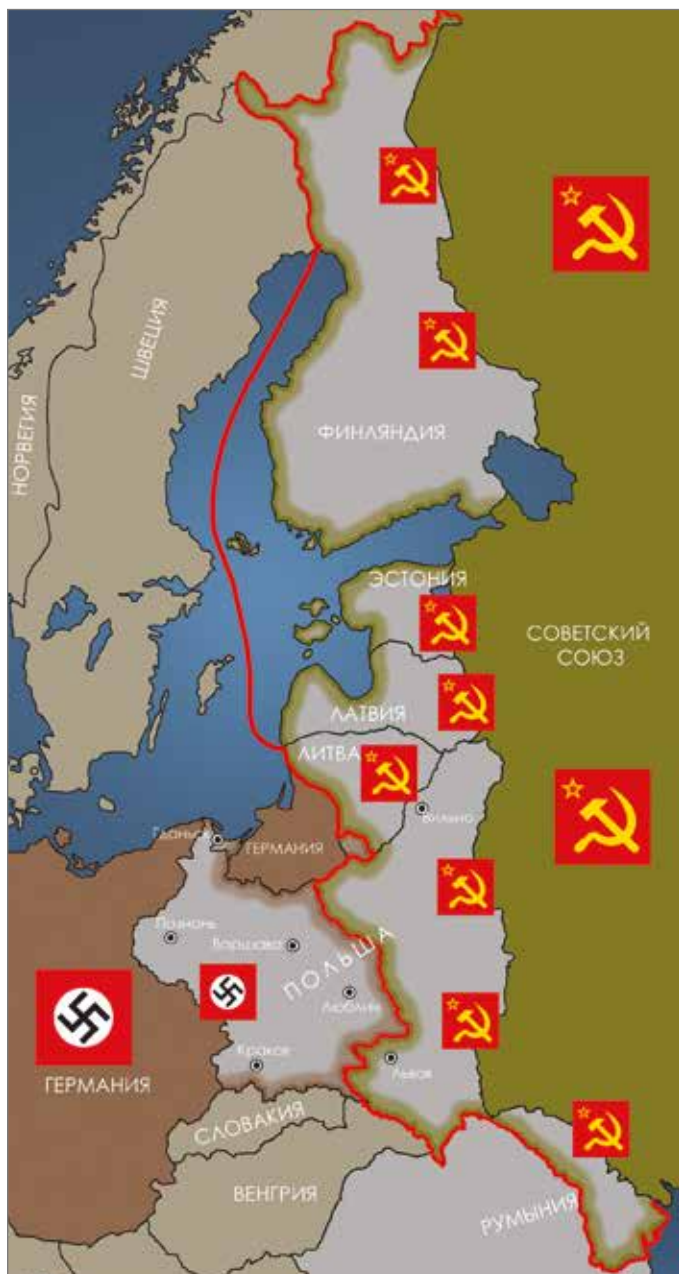 НОРВЕГИЯ
ШВЕЦИЯ
ФИНЛЯНДИЯ
ЭСТОНИЯ
СОВЕТСКИЙ
СОЮЗ
ЛАТВИЯ
ЛИТВА
Вильно
Гданьск
ГЕРМАНИЯ
Познань
Варшава
ПОЛЬША
Люблин
ГЕРМАНИЯ
Краков
Львов
СЛОВАКИЯ
ВЕНГРИЯ
РУМЫНИЯ